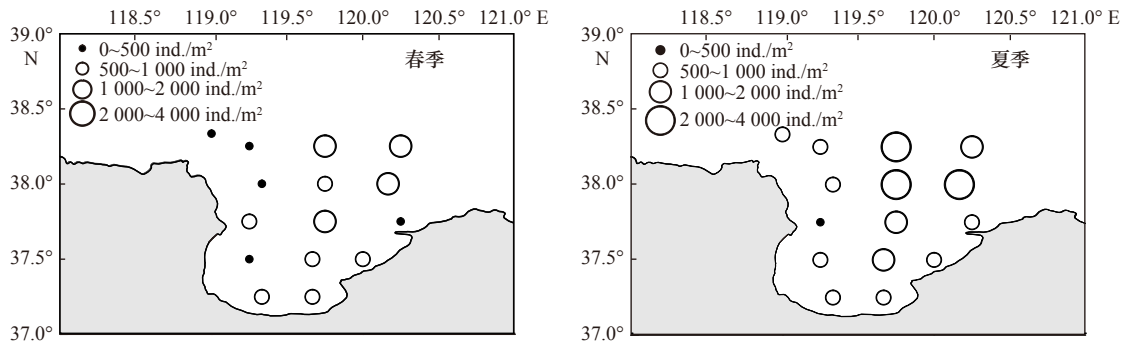 118.5° 119.0° 119.5° 120.0° 120.5° 121.0° E
39.0°
N
38.5°
38.0°
37.5°
37.0°
0~500 ind./m²
500~1 000 ind./m²
1 000~2 000 ind./m²
2 000~4 000 ind./m²
春季
118.5° 119.0° 119.5° 120.0° 120.5° 121.0° E
39.0°
N
38.5°
38.0°
37.5°
37.0°
0~500 ind./m²
500~1 000 ind./m²
1 000~2 000 ind./m²
2 000~4 000 ind./m²
夏季